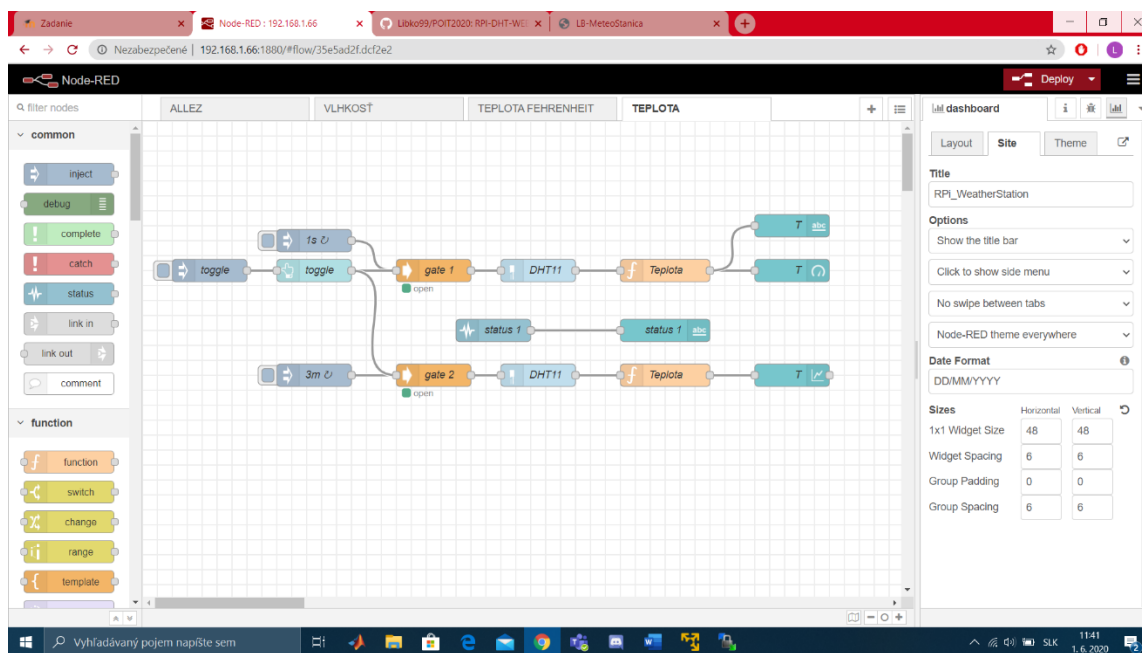 Zadanie
Node-RED : 192.168.1.66
Libko99/POIT2020: RPI-DHT-WE
LB-MeteoStanica
Nezabezpečené
192.168.1.66:1880/#flow/35e5ad2f.dcf2e2
L
Node-RED
Deploy
filter nodes
ALLEZ
VLHKOSŤ
TEPLOTA FEHRENHEIT
TEPLOTA
dashboard
common
inject
debug
complete
catch
status
link in
link out
comment
function
function
switch
change
range
template
T abc
1s ↻
toggle
toggle
gate 1
DHT11
Teplota
T
open
status 1
status 1 abc
3m ↻
gate 2
DHT11
Teplota
T
open
Layout
Site
Theme
Title
RPi_WeatherStation
Options
Show the title bar
Click to show side menu
No swipe between tabs
Node-RED theme everywhere
Date Format
DD/MM/YYYY
Sizes Horizontal Vertical
1x1 Widget Size 48 48
Widget Spacing 6 6
Group Padding 0 0
Group Spacing 6 6
Vyhľadávaný pojem napíšte sem
SLK
11:41
1. 6. 2020
2